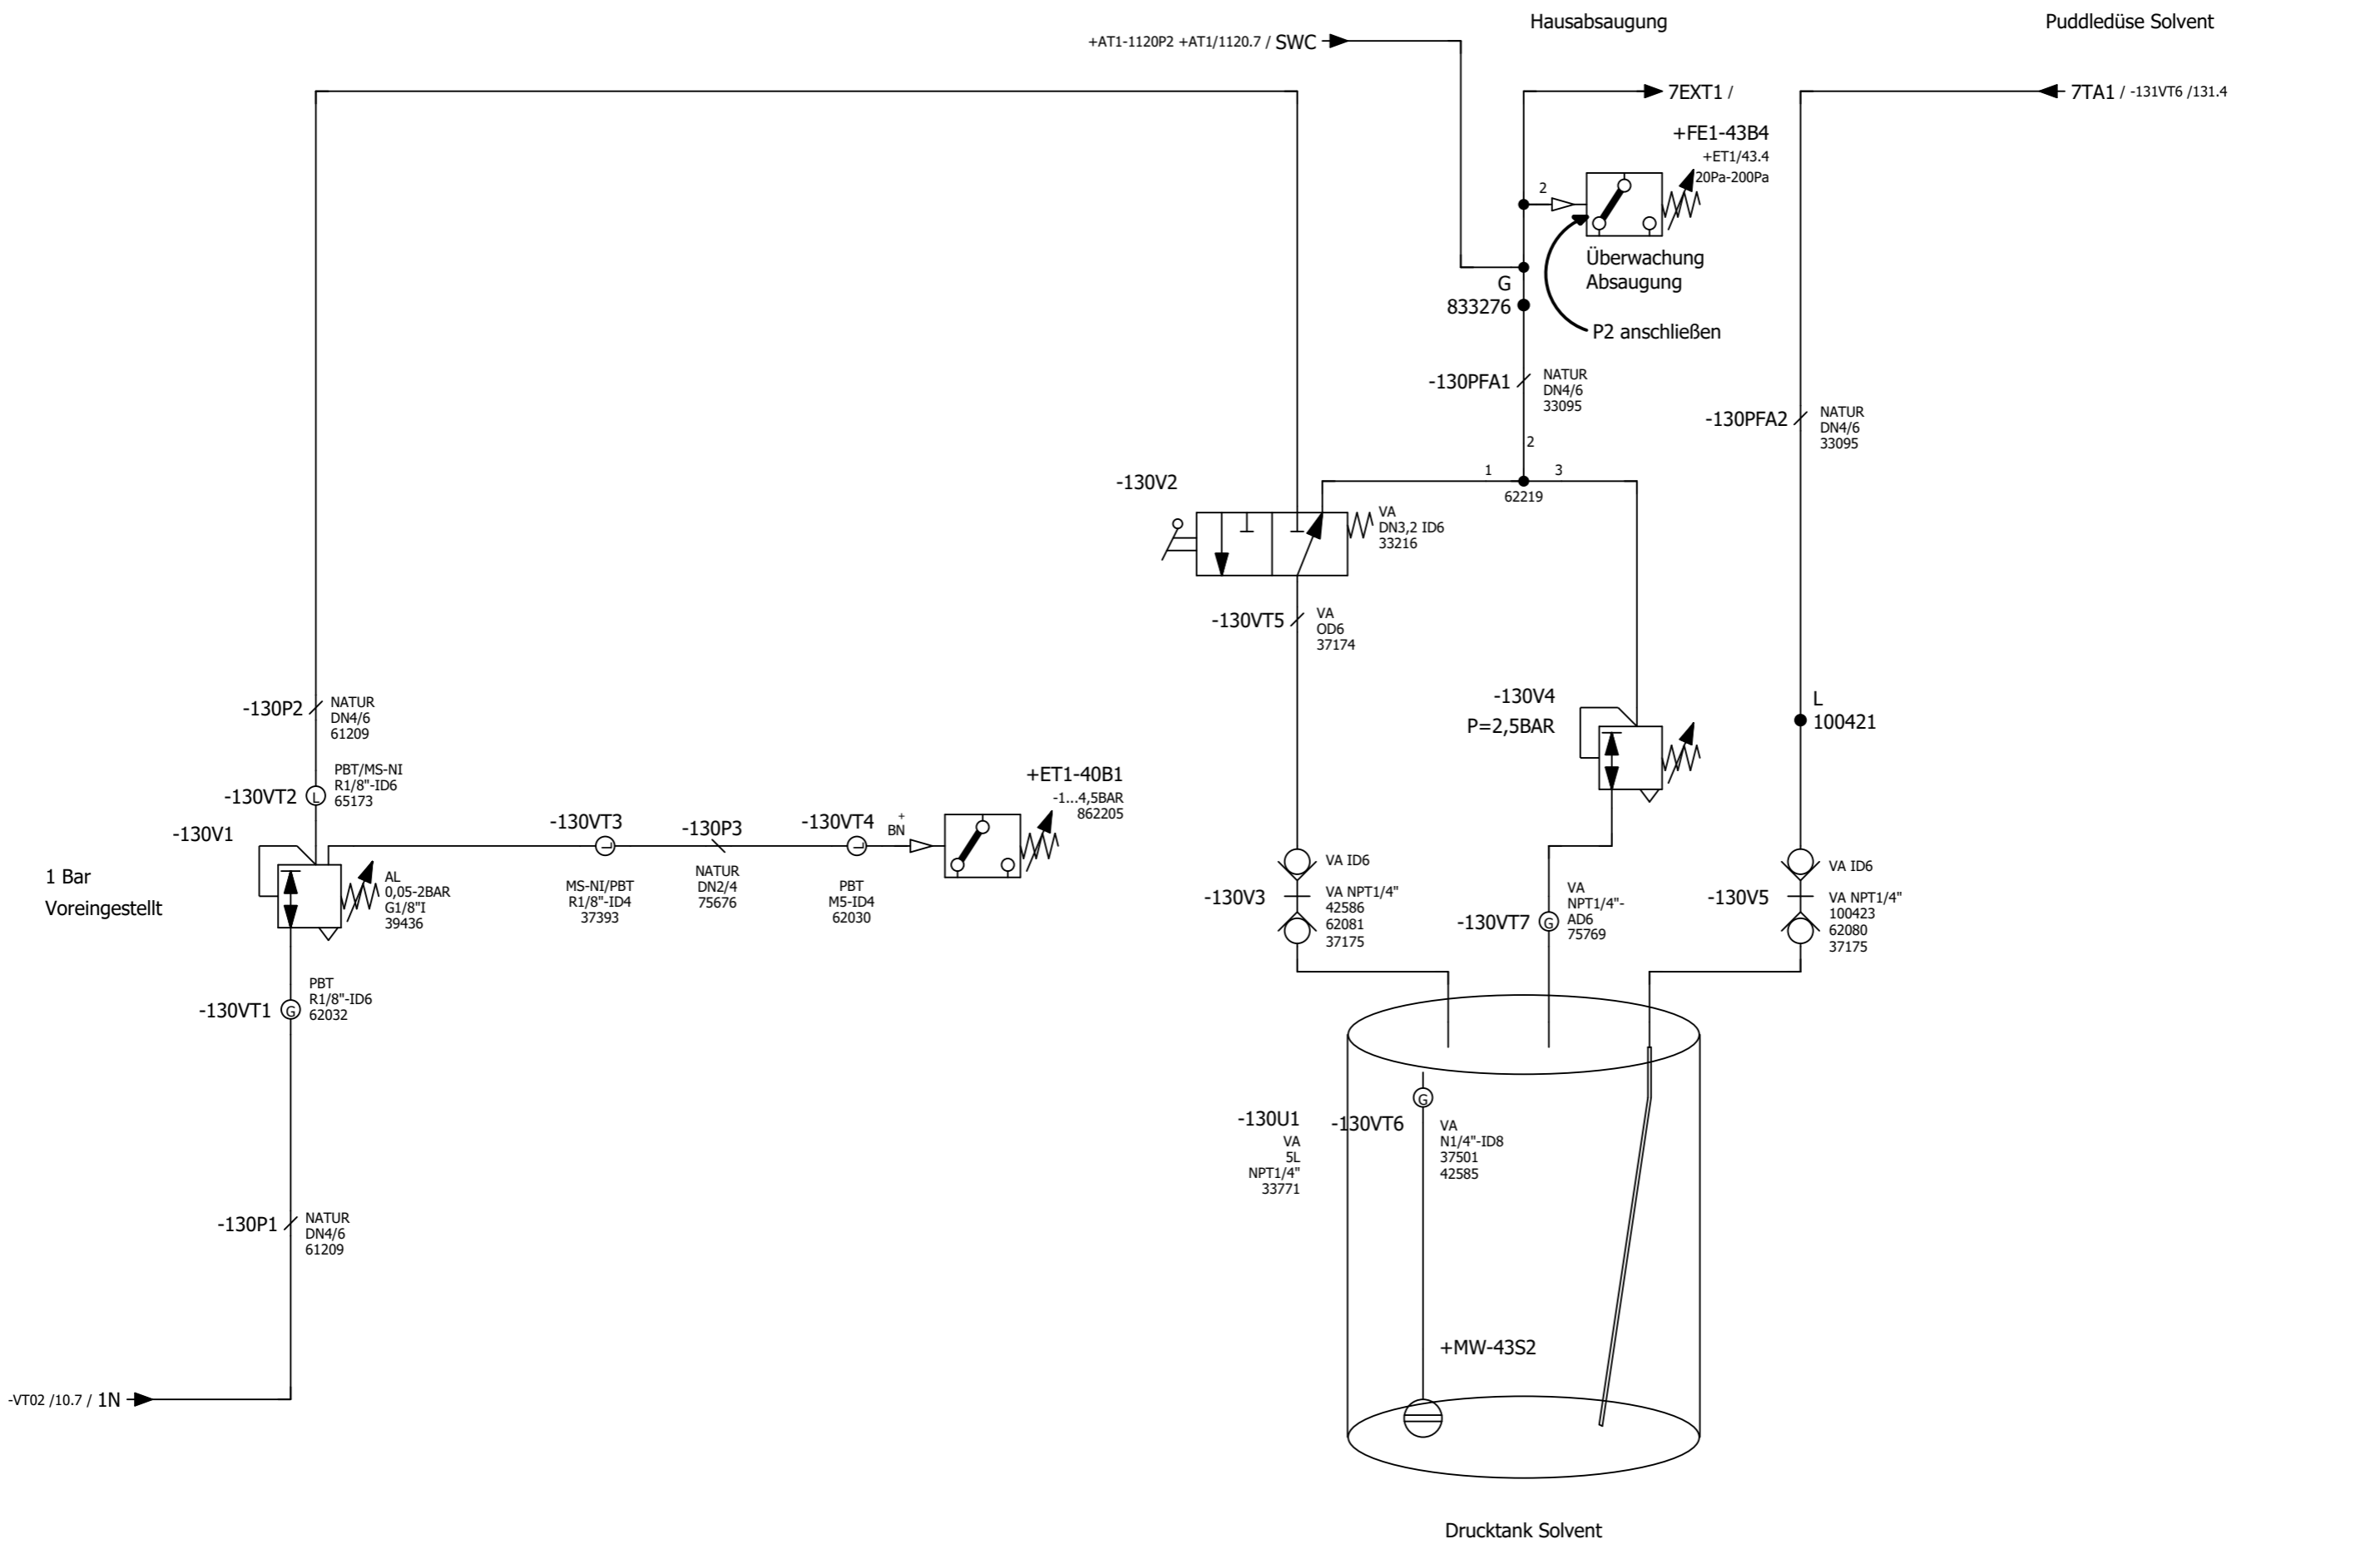 Hausabsaugung
Puddledüse Solvent
+AT1-1120P2 +AT1/1120.7 / SWC
7EXT1 /
7TA1 / -131VT6 /131.4
+FE1-43B4
+ET1/43.4
20Pa-200Pa
2
Überwachung
Absaugung
G
833276
P2 anschließen
-130PFA1
NATUR
DN4/6
33095
-130PFA2
NATUR
DN4/6
33095
2
1
3
62219
-130V2
VA
DN3,2 ID6
33216
-130VT5
VA
OD6
37174
-130P2
NATUR
DN4/6
61209
-130V4
P=2,5BAR
L
100421
-130VT2
L
PBT/MS-NI
R1/8"-ID6
65173
+ET1-40B1
-1...4,5BAR
862205
-130V1
-130VT3
L
-130P3
-130VT4
L
+
BN
1 Bar
Voreingestellt
AL
0,05-2BAR
G1/8"I
39436
MS-NI/PBT
R1/8"-ID4
37393
NATUR
DN2/4
75676
PBT
M5-ID4
62030
VA ID6
-130V3
VA NPT1/4"
42586
62081
37175
-130VT7
G
VA
NPT1/4"-
AD6
75769
VA ID6
-130V5
VA NPT1/4"
100423
62080
37175
-130VT1
G
PBT
R1/8"-ID6
62032
-130U1
VA
5L
NPT1/4"
33771
-130VT6
G
VA
N1/4"-ID8
37501
42585
-130P1
NATUR
DN4/6
61209
+MW-43S2
-VT02 /10.7 / 1N
Drucktank Solvent